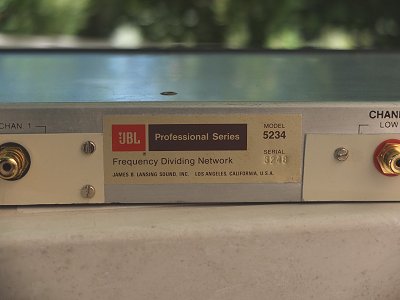 CHAN 1
CHANN
LOW
JBL Professional Series
MODEL
5234
Frequency Dividing Network
SERIAL
JAMES B. LANSING SOUND, INC. LOS ANGELES, CALIFORNIA, U.S.A.